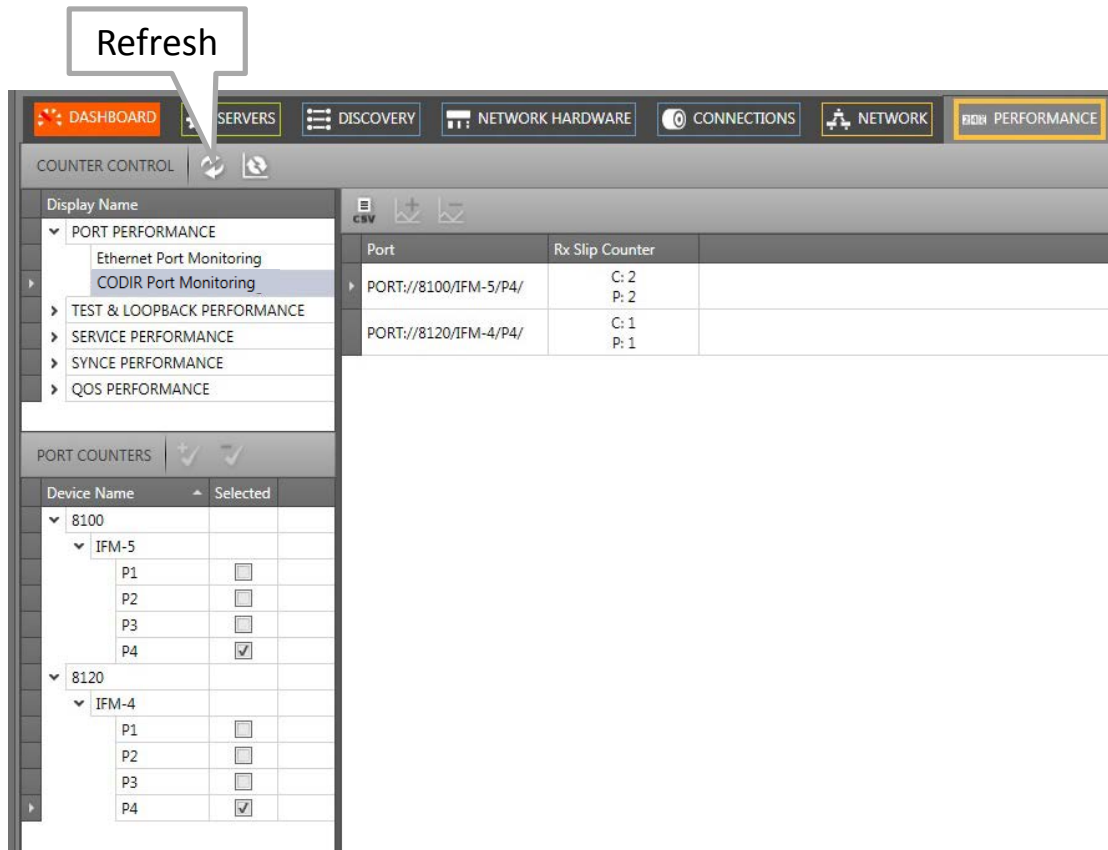 Refresh
DASHBOARD SERVERS DISCOVERY NETWORK HARDWARE CONNECTIONS NETWORK PERFORMANCE
COUNTER CONTROL
Display Name
PORT PERFORMANCE
Ethernet Port Monitoring
CODIR Port Monitoring
TEST & LOOPBACK PERFORMANCE
SERVICE PERFORMANCE
SYNCE PERFORMANCE
QOS PERFORMANCE
CSV
Port Rx Slip Counter
PORT://8100/IFM-5/P4/ C: 2
P: 2
PORT://8120/IFM-4/P4/ C: 1
P: 1
PORT COUNTERS
Device Name Selected
8100
IFM-5
P1
P2
P3
P4
8120
IFM-4
P1
P2
P3
P4